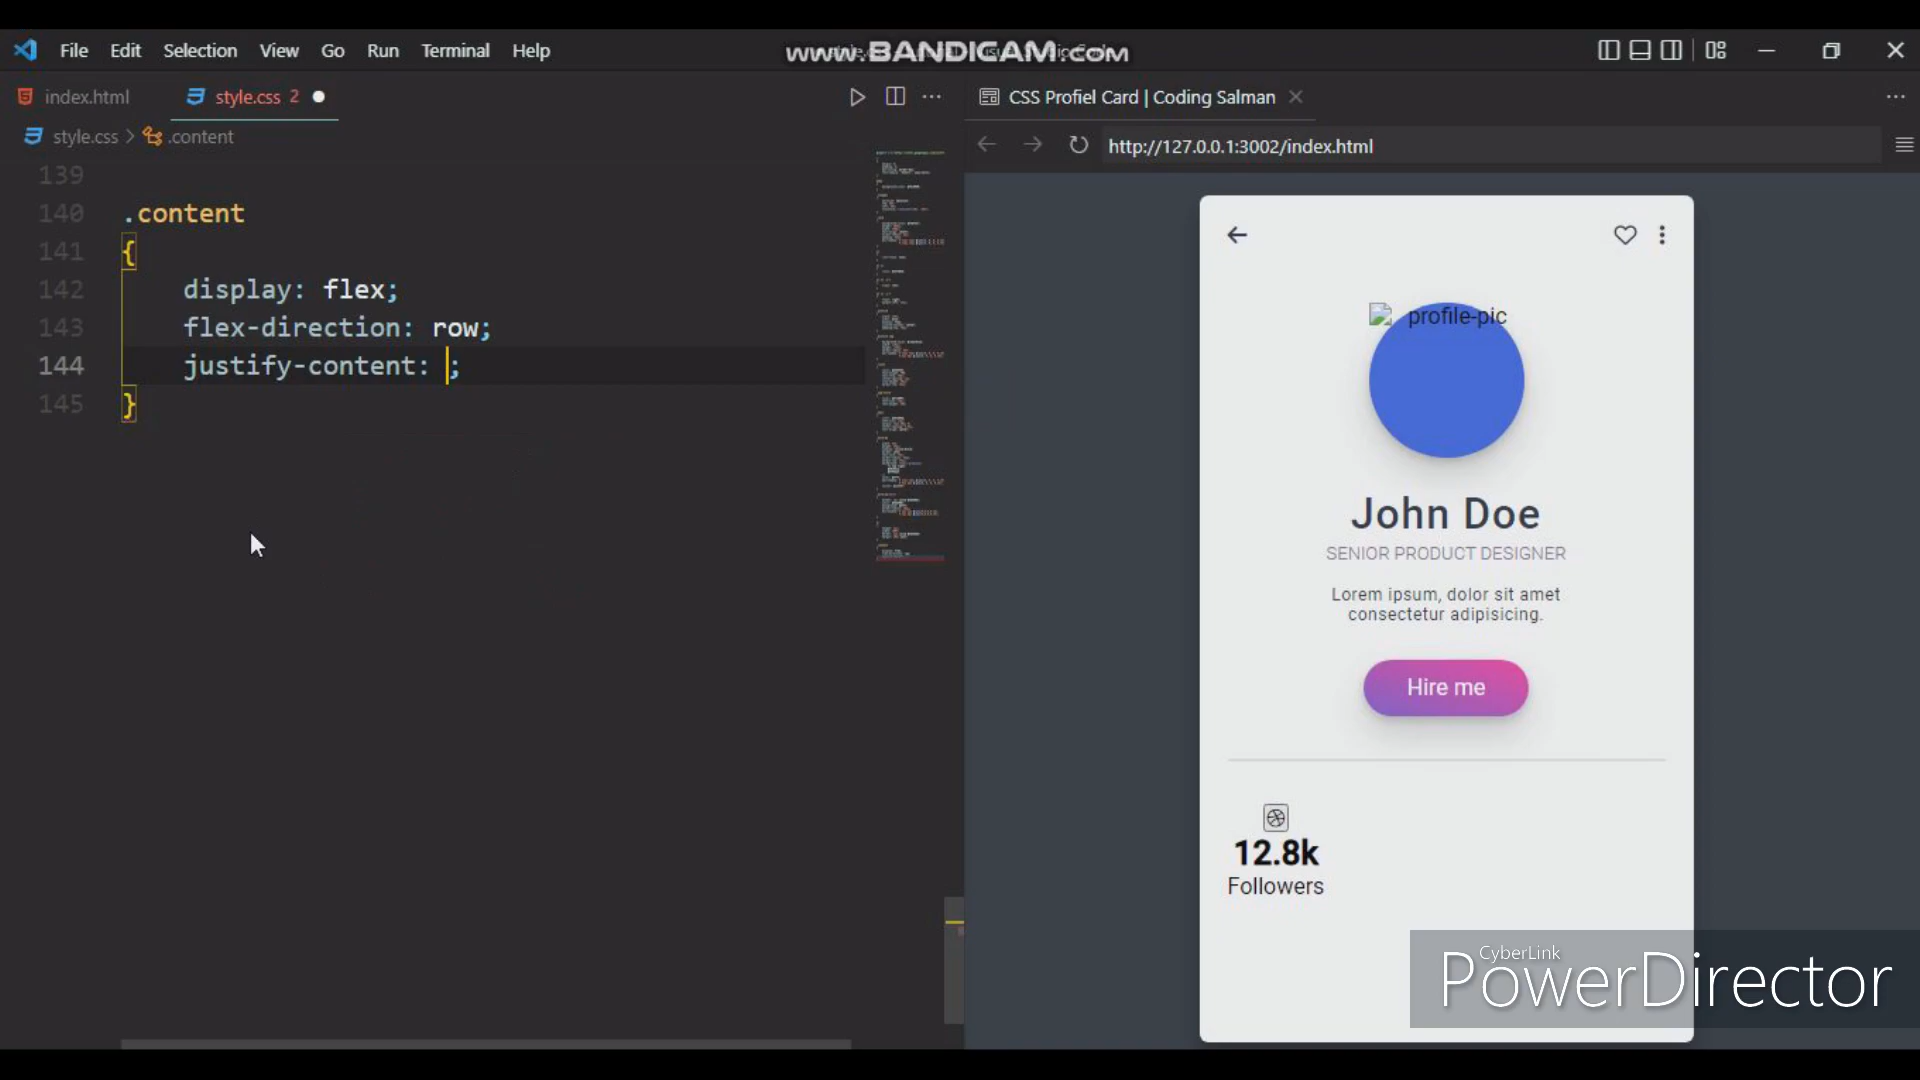 File Edit Selection View Go Run Terminal Help
www.BANDICAM.com
index.html
style.css 2
CSS Profiel Card | Coding Salman
style.css > .content
http://127.0.0.1:3002/index.html
139
140 .content
141 {
142 display: flex;
143 flex-direction: row;
144 justify-content: ;
145 }
profile-pic
John Doe
SENIOR PRODUCT DESIGNER
Lorem ipsum, dolor sit amet
consectetur adipisicing.
Hire me
12.8k
Followers
CyberLink
PowerDirector